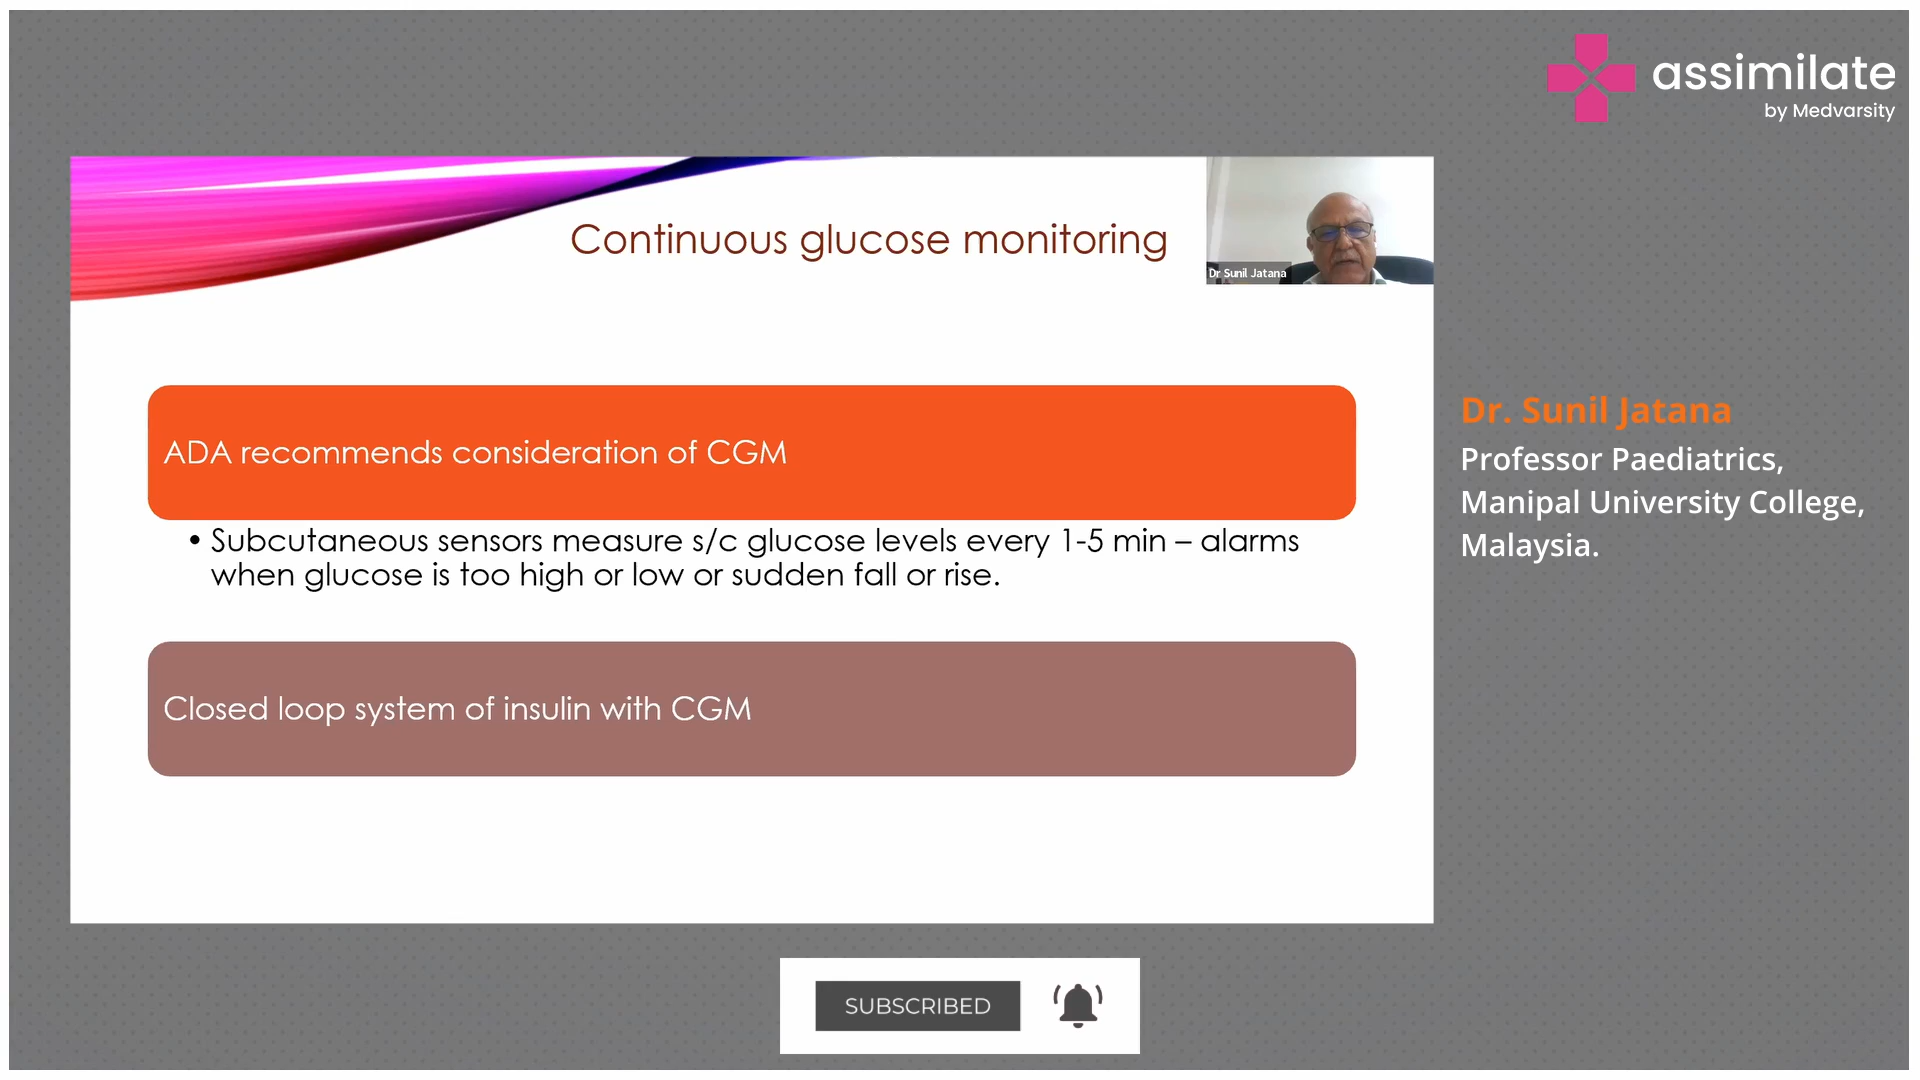 assimilate
by Medvarsity
Continuous glucose monitoring
Dr Sunil Jatana
ADA recommends consideration of CGM
• Subcutaneous sensors measure s/c glucose levels every 1-5 min – alarms
when glucose is too high or low or sudden fall or rise.
Closed loop system of insulin with CGM
Dr. Sunil Jatana
Professor Paediatrics,
Manipal University College,
Malaysia.
SUBSCRIBED